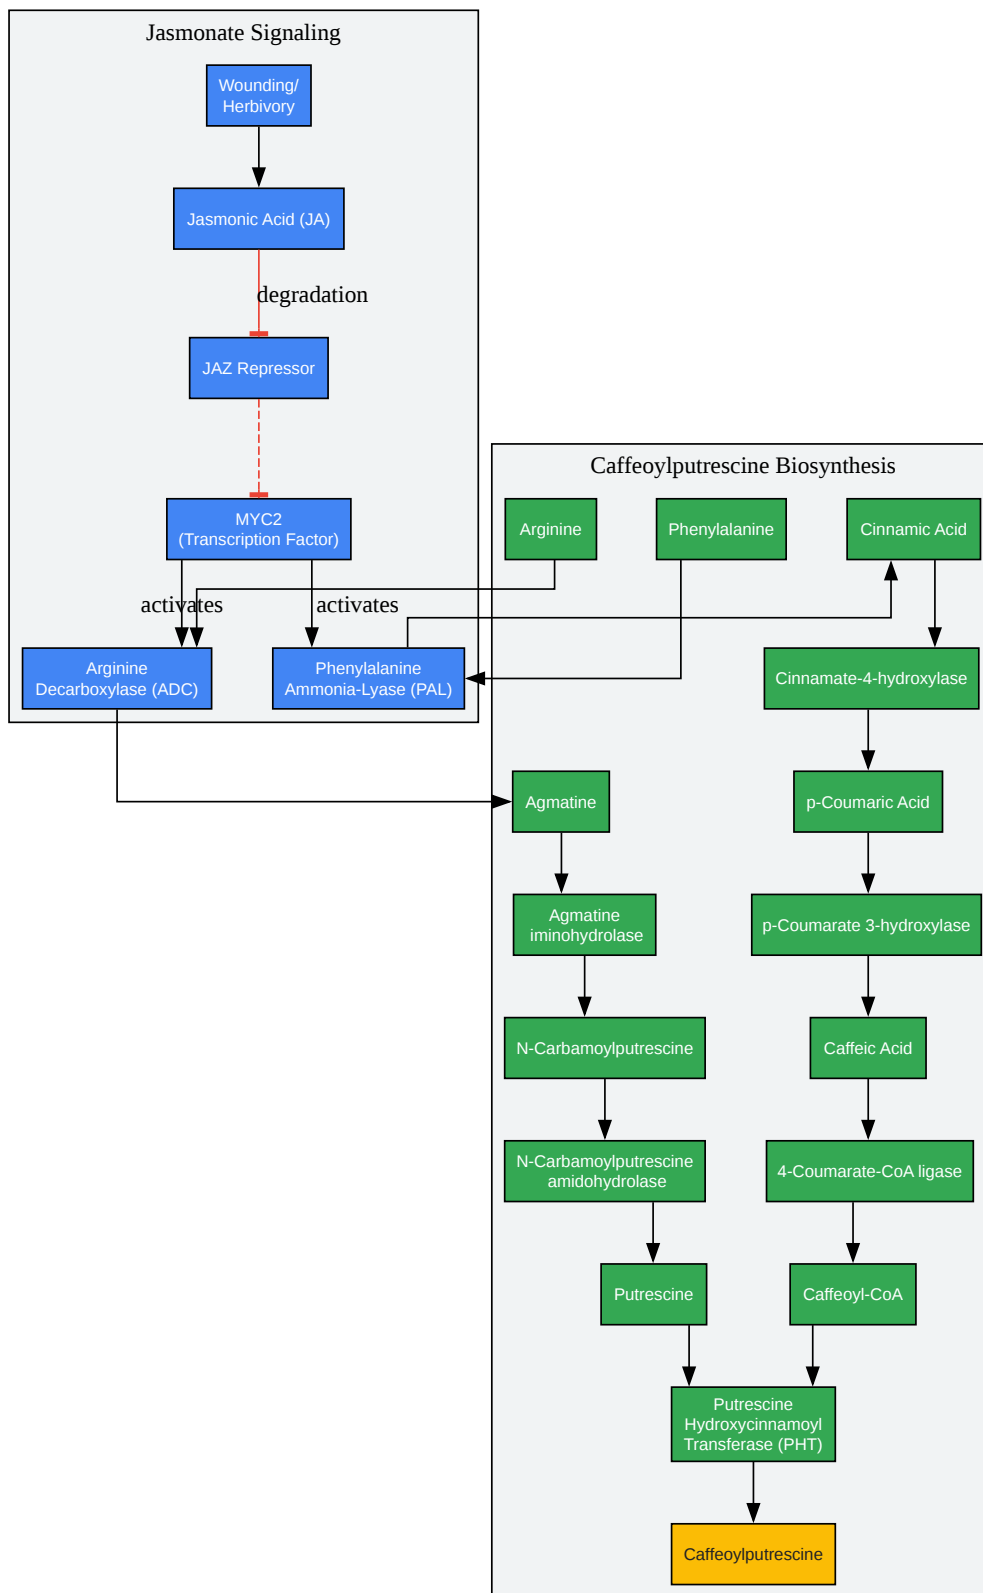 Jasmonate Signaling
Wounding/
Herbivory
Jasmonic Acid (JA)
degradation
JAZ Repressor
MYC2
(Transcription Factor)
activates
activates
Arginine
Decarboxylase (ADC)
Phenylalanine
Ammonia-Lyase (PAL)
Caffeoylputrescine Biosynthesis
Arginine
Phenylalanine
Cinnamic Acid
Cinnamate-4-hydroxylase
Agmatine
p-Coumaric Acid
Agmatine
iminohydrolase
p-Coumarate 3-hydroxylase
N-Carbamoylputrescine
Caffeic Acid
N-Carbamoylputrescine
amidohydrolase
4-Coumarate-CoA ligase
Putrescine
Caffeoyl-CoA
Putrescine
Hydroxycinnamoyl
Transferase (PHT)
Caffeoylputrescine